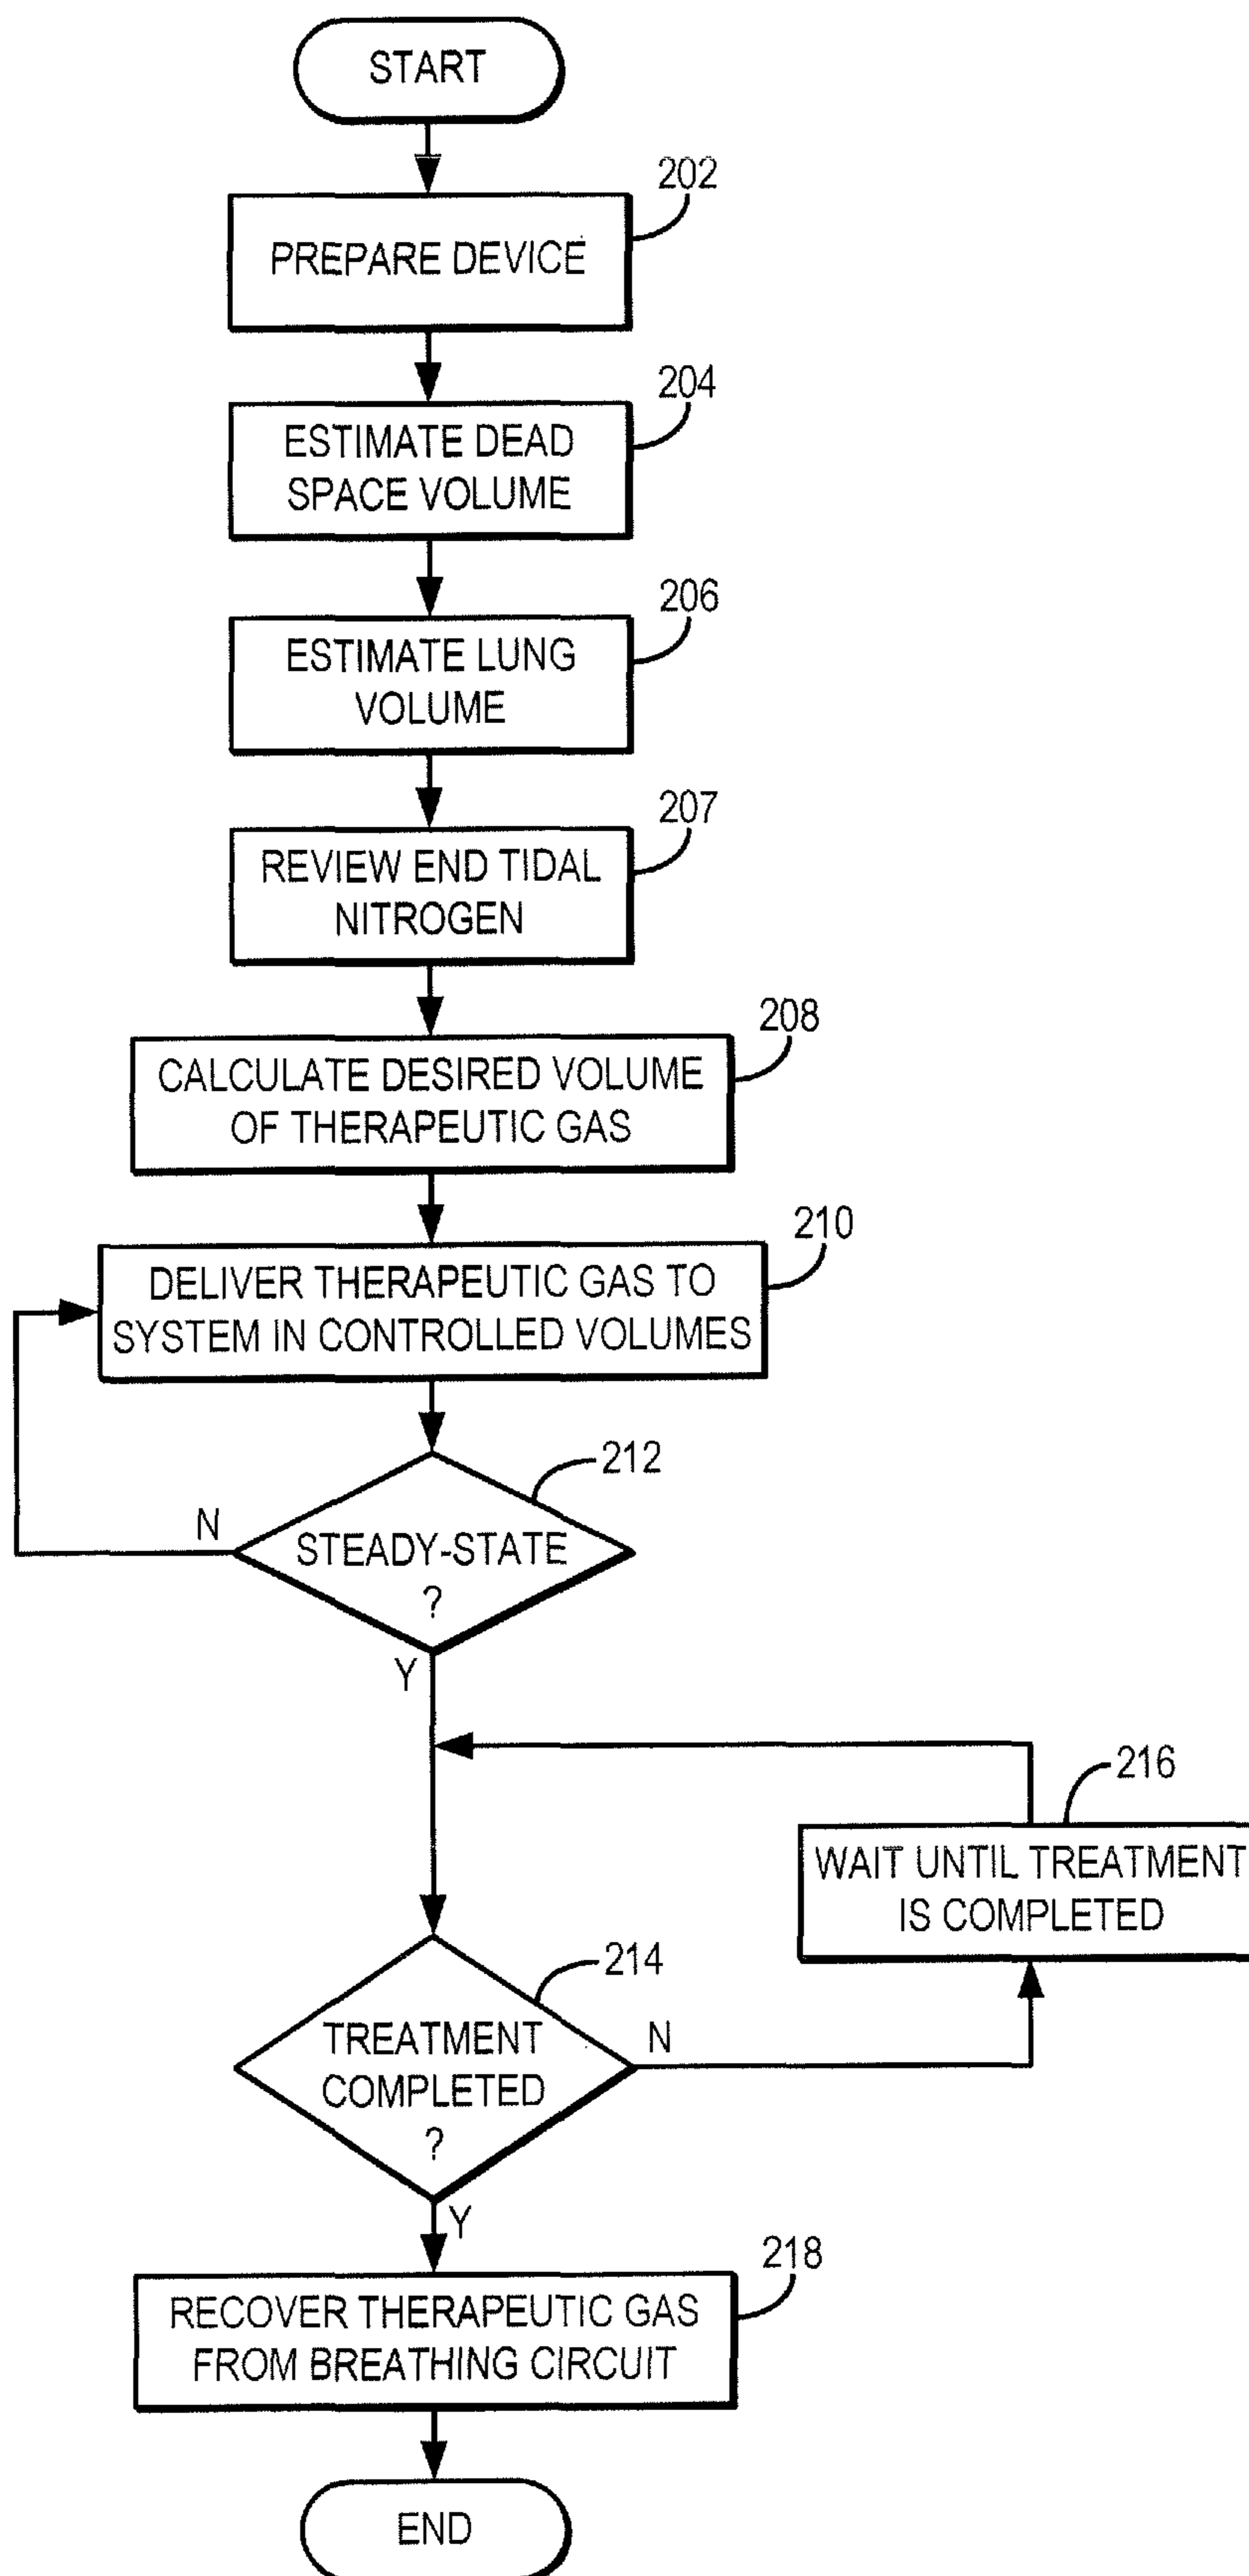 START
202
PREPARE DEVICE
204
ESTIMATE DEAD
SPACE VOLUME
206
ESTIMATE LUNG
VOLUME
207
REVIEW END TIDAL
NITROGEN
208
CALCULATE DESIRED VOLUME
OF THERAPEUTIC GAS
210
DELIVER THERAPEUTIC GAS TO
SYSTEM IN CONTROLLED VOLUMES
212
N
STEADY-STATE
?
Y
216
WAIT UNTIL TREATMENT
IS COMPLETED
214
TREATMENT
COMPLETED
?
N
Y
218
RECOVER THERAPEUTIC GAS
FROM BREATHING CIRCUIT
END